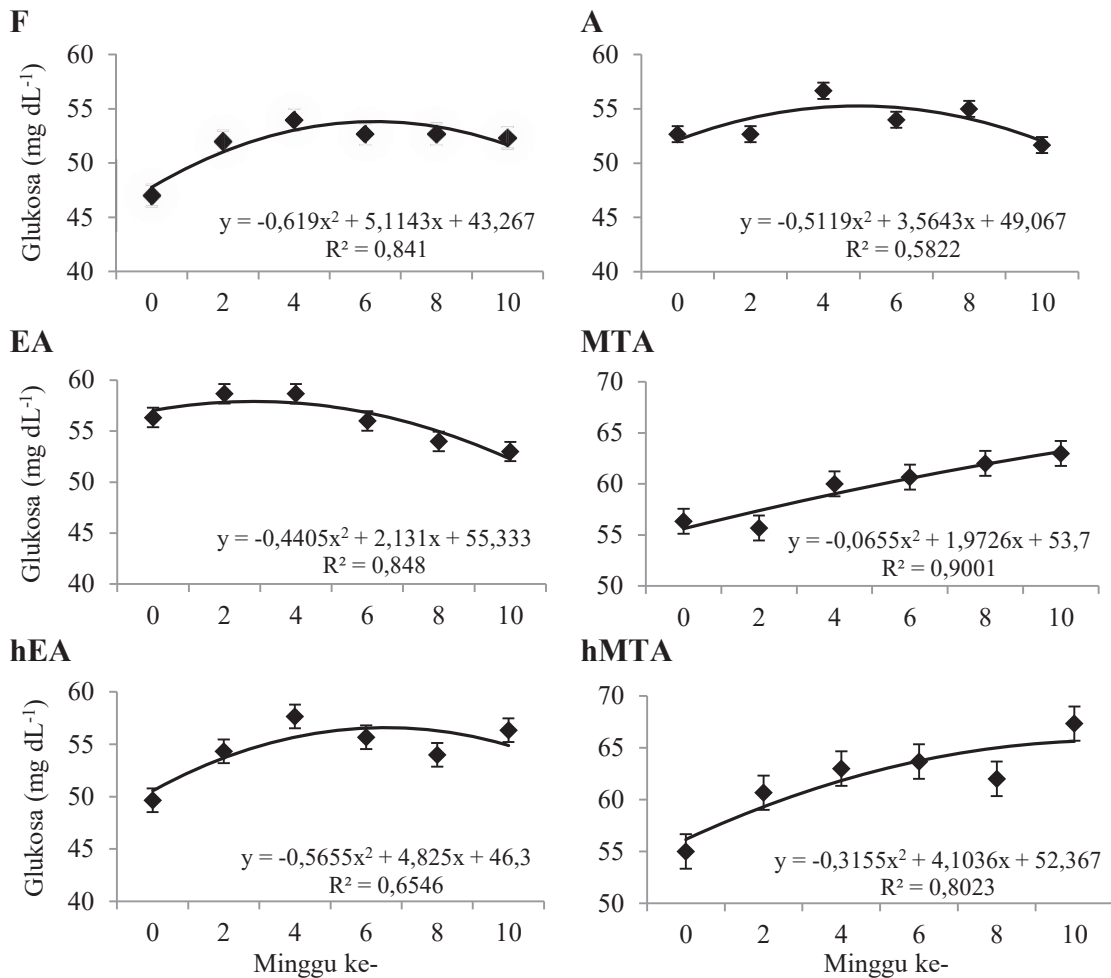 F
Glukosa (mg dL⁻¹)
60
55
50
45
40
y = -0,619x² + 5,1143x + 43,267
R² = 0,841
0 2 4 6 8 10
A
60
55
50
45
40
y = -0,5119x² + 3,5643x + 49,067
R² = 0,5822
0 2 4 6 8 10
EA
Glukosa (mg dL⁻¹)
60
50
40
y = -0,4405x² + 2,131x + 55,333
R² = 0,848
0 2 4 6 8 10
MTA
70
65
60
55
50
y = -0,0655x² + 1,9726x + 53,7
R² = 0,9001
0 2 4 6 8 10
hEA
Glukosa (mg dL⁻¹)
60
55
50
45
40
y = -0,5655x² + 4,825x + 46,3
R² = 0,6546
0 2 4 6 8 10
Minggu ke-
hMTA
70
65
60
55
50
y = -0,3155x² + 4,1036x + 52,367
R² = 0,8023
0 2 4 6 8 10
Minggu ke-